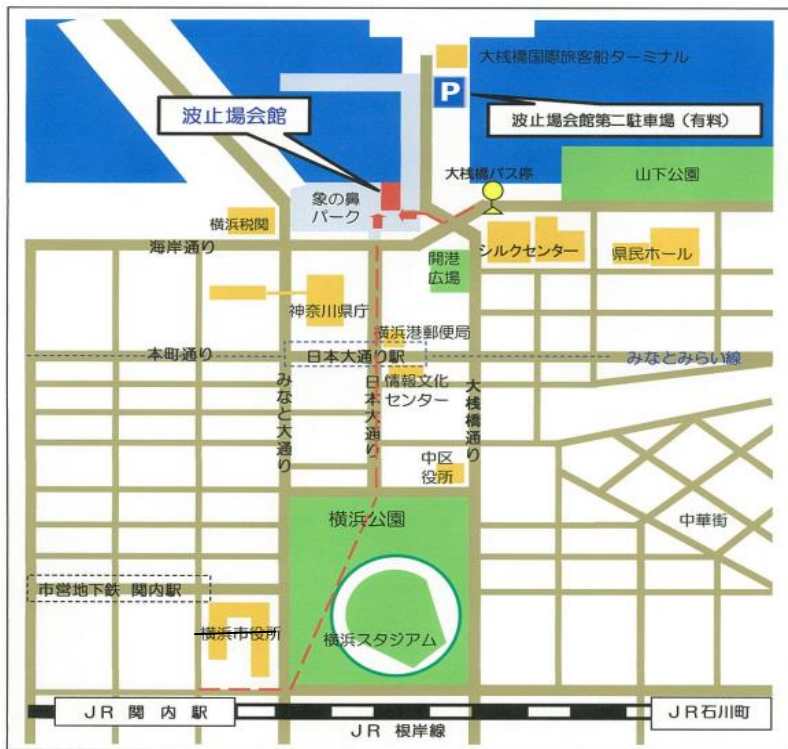 大桟橋国際旅客船ターミナル
P
波止場会館
波止場会館第二駐車場（有料）
大桟橋バス停
山下公園
象の鼻
パーク
横浜税関
海岸通り
開港
広場
シルクセンター
県民ホール
神奈川県庁
横浜港郵便局
本町通り
日本大通り駅
みなとみらい線
情報文化
センター
みなと大通り
日本大通り
大桟橋通り
中区
役所
横浜公園
中華街
市営地下鉄 関内駅
横浜市役所
横浜スタジアム
ＪＲ 関 内 駅
ＪＲ石川町
ＪＲ 根岸線